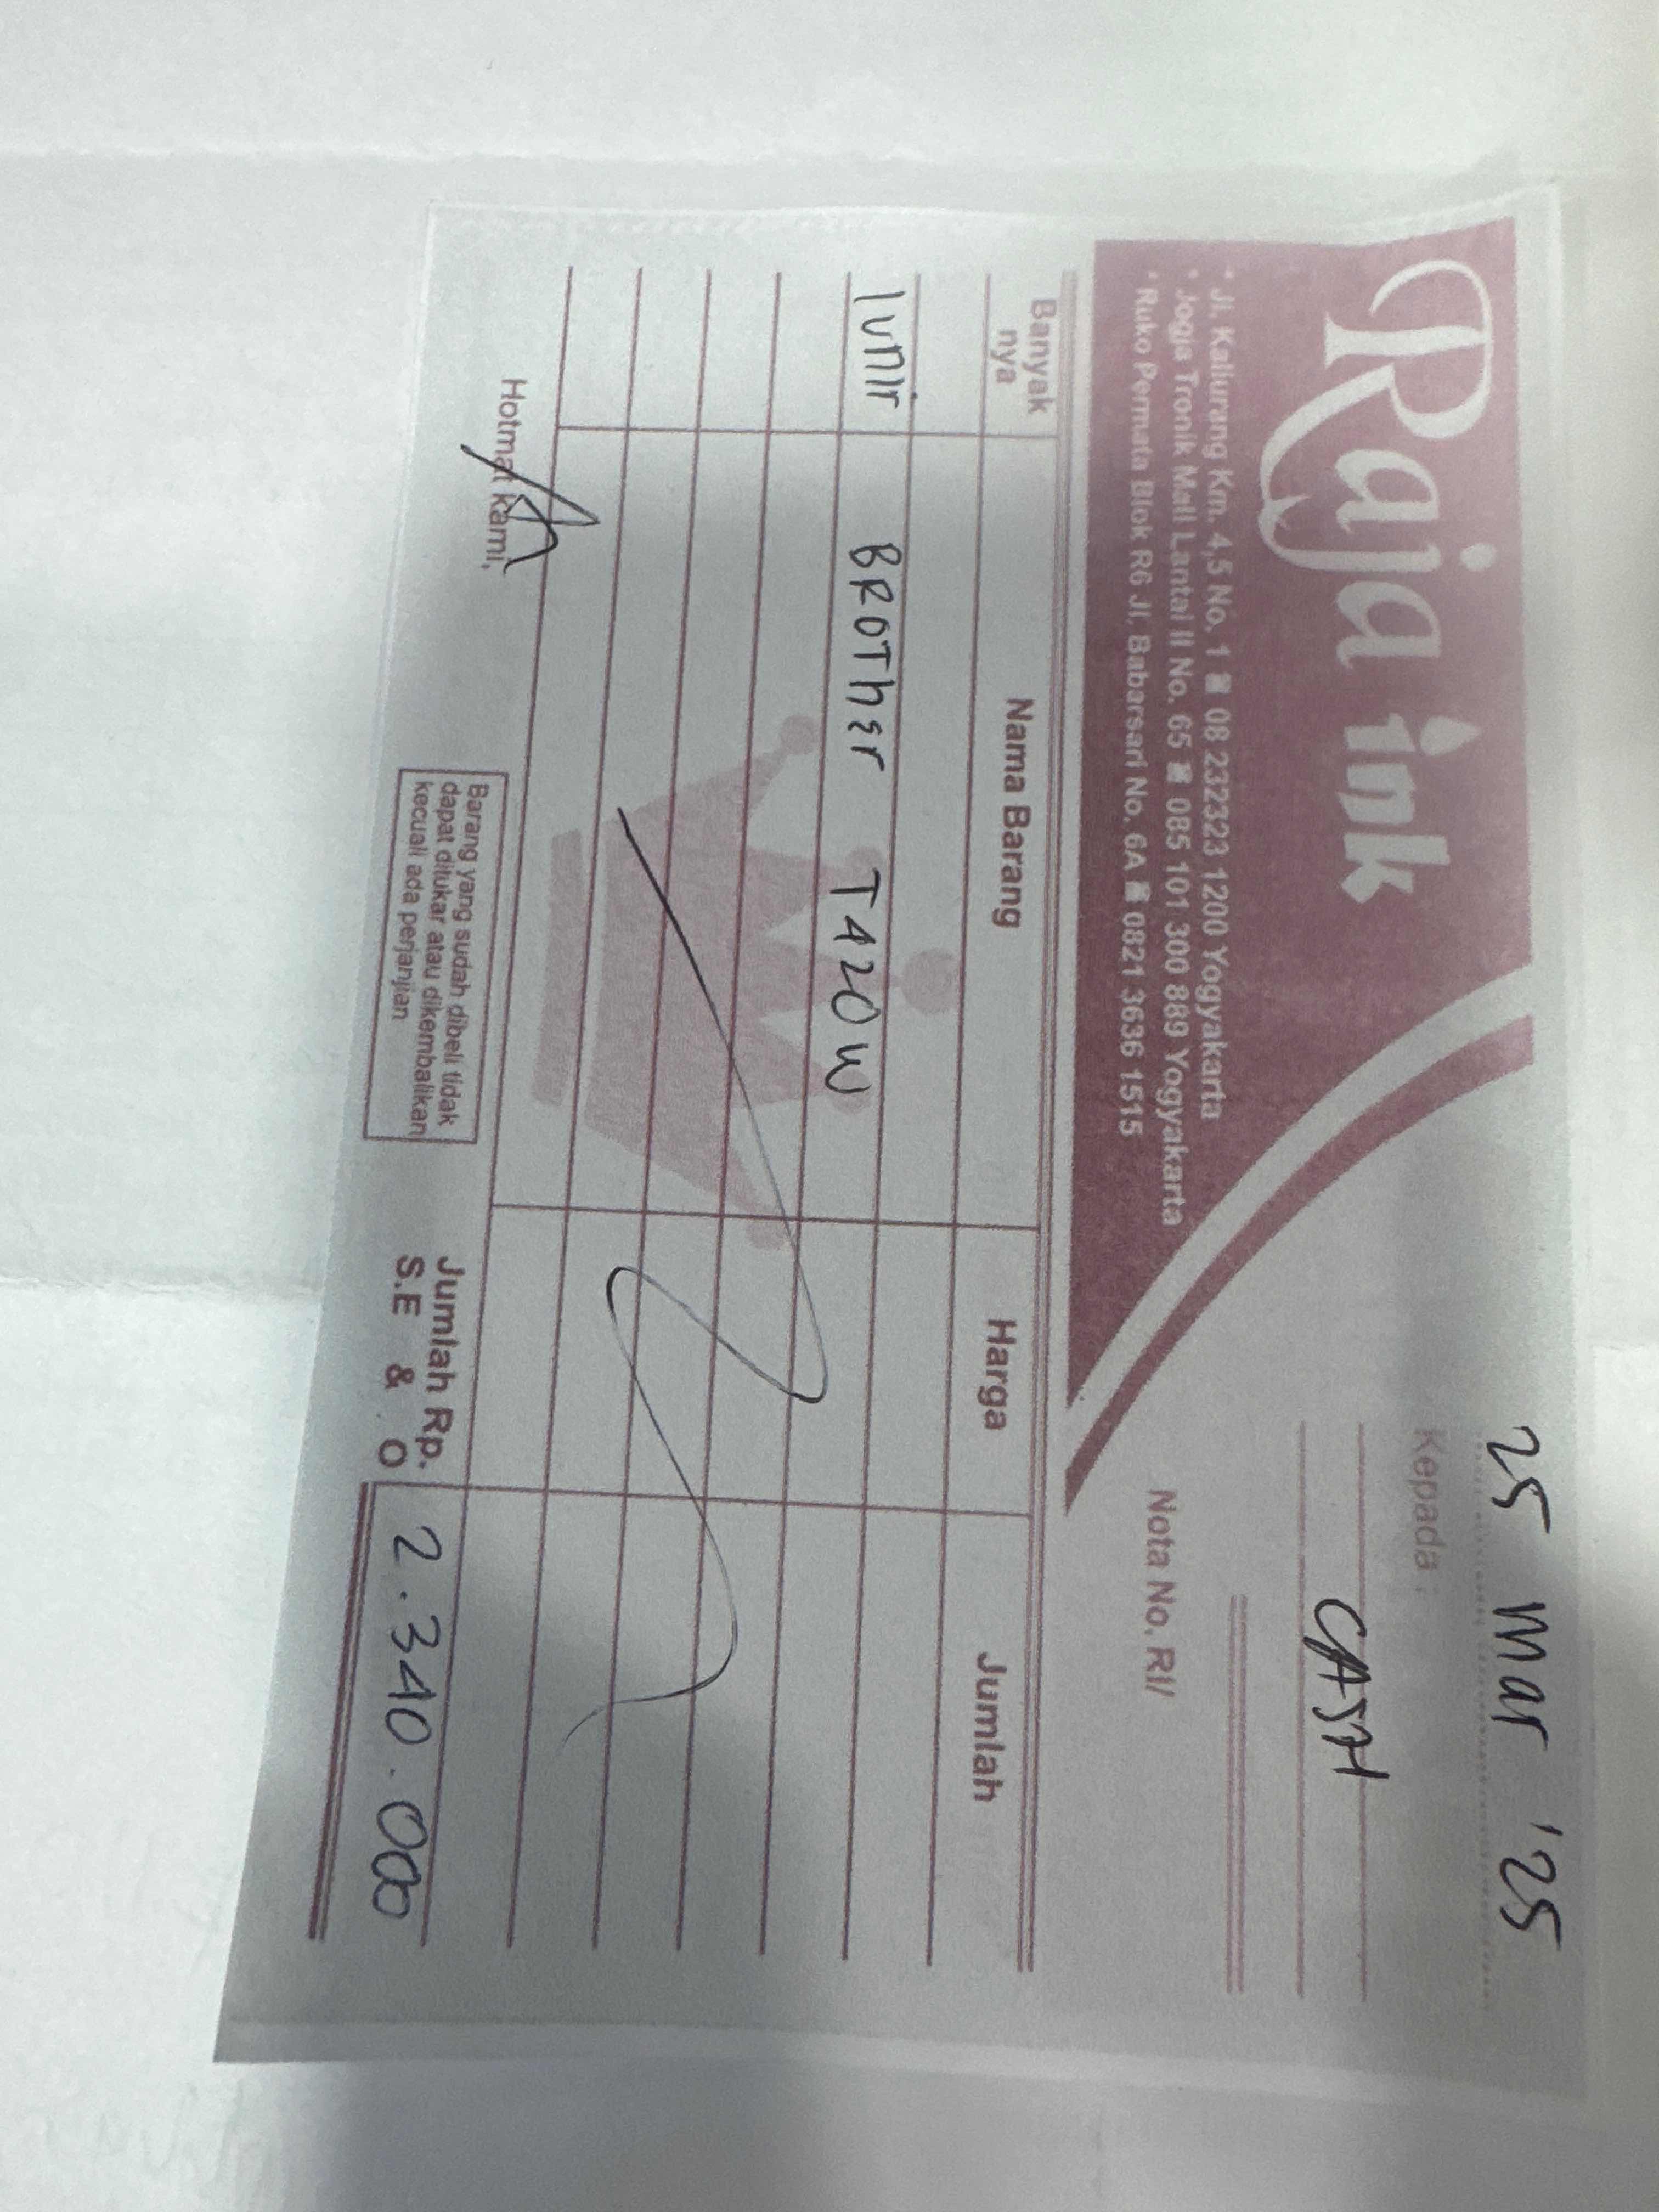 Raja ink
• Jl. Kaliurang Km. 4,5 No. 1 08 232323 1200 Yogyakarta
• Jogja Tronik Mall Lantai II No. 65 085 101 300 889 Yogyakarta
• Ruko Permata Blok R6 Jl. Babarsari No. 6A 0821 3636 1515
25 Mar '25
Kepada :
CASH
Nota No. RI/
Banyak nya Nama Barang Harga Jumlah
1 unit BROTHER T420W
Hormat kami,
Barang yang sudah dibeli tidak
dapat ditukar atau dikembalikan
kecuali ada perjanjian
Jumlah Rp. 2.340.000
S.E & O